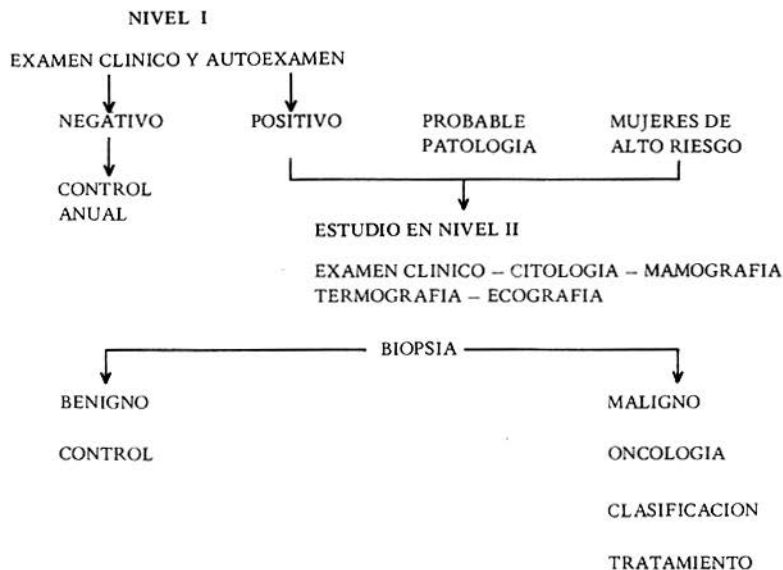 NIVEL I
EXAMEN CLINICO Y AUTOEXAMEN
NEGATIVO POSITIVO PROBABLE MUJERES DE
PATOLOGIA ALTO RIESGO
CONTROL
ANUAL
ESTUDIO EN NIVEL II
EXAMEN CLINICO – CITOLOGIA – MAMOGRAFIA
TERMOGRAFIA – ECOGRAFIA
BIOPSIA
BENIGNO MALIGNO
CONTROL ONCOLOGIA
CLASIFICACION
TRATAMIENTO